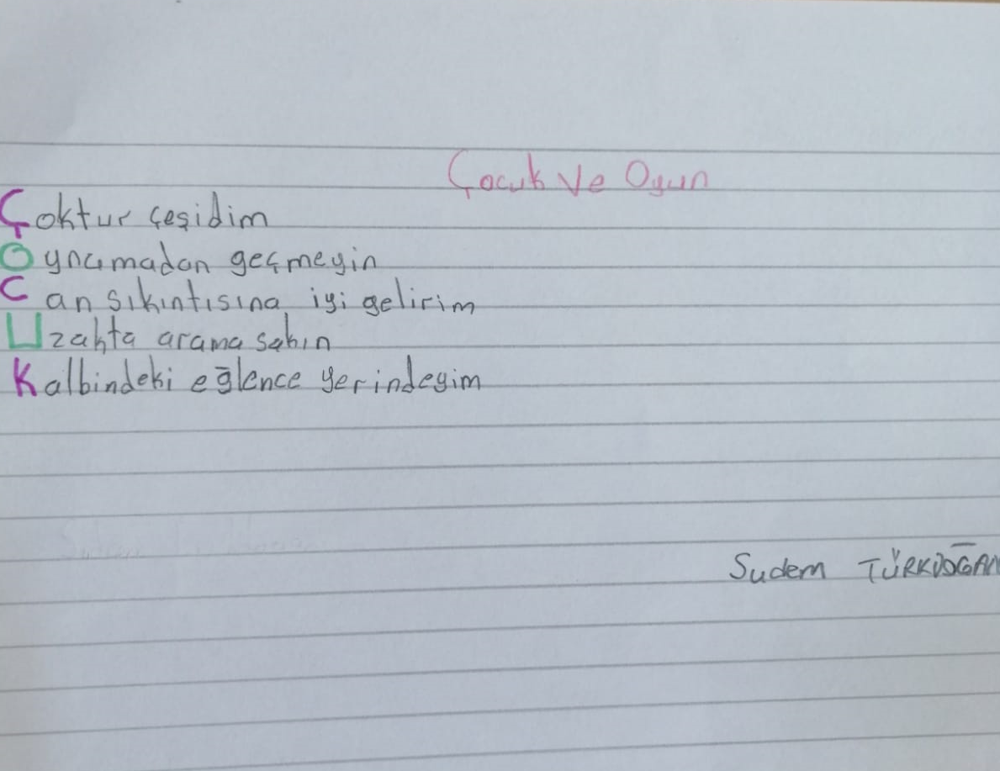 Çocuk Ve Oyun
Çoktur çeşidim
Oynamadan geçmeyin
Can sıkıntısına iyi gelirim
Uzakta arama sakın
Kalbindeki eğlence yerindeyim
Sudem TÜRKDOĞAN